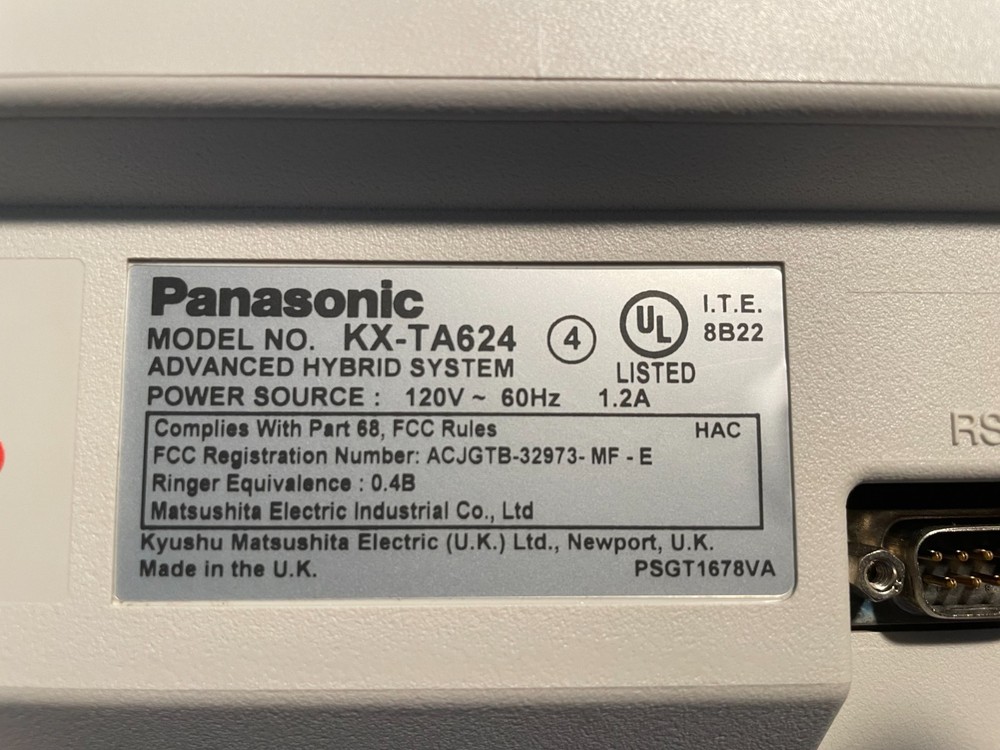 Panasonic
MODEL NO. KX-TA624 4
ADVANCED HYBRID SYSTEM
POWER SOURCE : 120V ~ 60Hz 1.2A
UL I.T.E.
8B22
LISTED
Complies With Part 68, FCC Rules HAC
FCC Registration Number: ACJGTB-32973- MF - E
Ringer Equivalence : 0.4B
Matsushita Electric Industrial Co., Ltd
Kyushu Matsushita Electric (U.K.) Ltd., Newport, U.K.
Made in the U.K. PSGT1678VA
RS